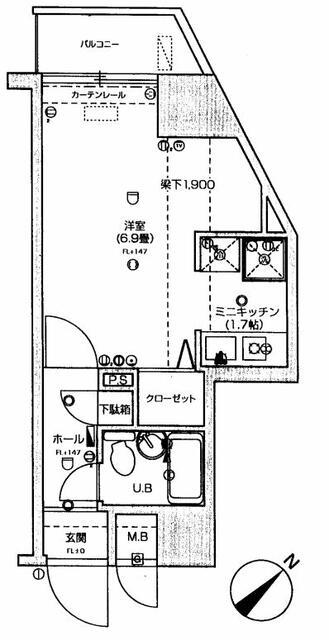 バルコニー
カーテンレール
TV
梁下1,900
洋室
(6.9畳)
FL+147
ミニキッチン
(1.7帖)
P.S
下駄箱
クローゼット
ホール
FL+147
U.B
玄関
FL±0
M.B
N